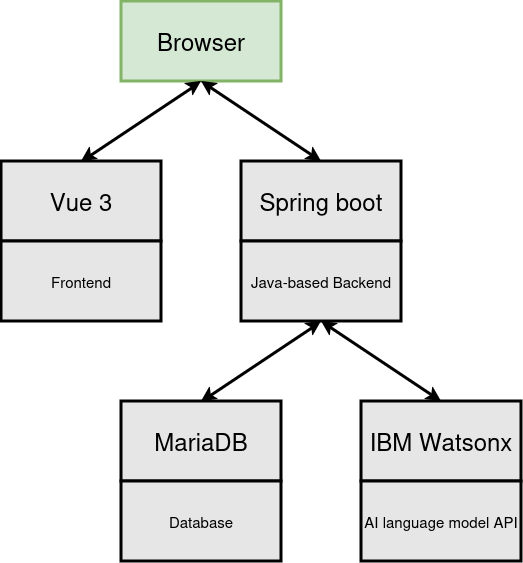 Browser
Vue 3
Spring boot
Frontend
Java-based Backend
MariaDB
IBM Watsonx
Database
AI language model API